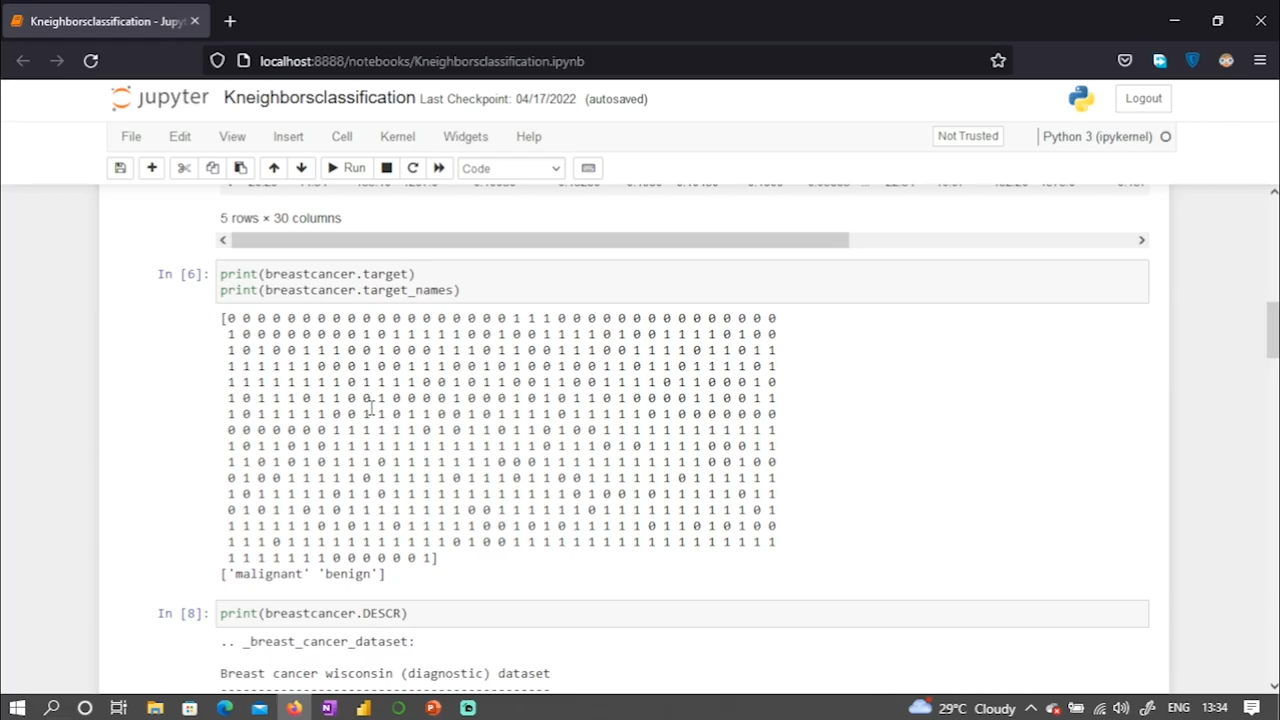 Kneighborsclassification - Jupyt
localhost:8888/notebooks/Kneighborsclassification.ipynb
jupyter Kneighborsclassification Last Checkpoint: 04/17/2022 (autosaved)
Logout
File Edit View Insert Cell Kernel Widgets Help
Not Trusted
Python 3 (ipykernel)
Run
Code
5 rows × 30 columns
In [6]: print(breastcancer.target)
print(breastcancer.target_names)
[0 0 0 0 0 0 0 0 0 0 0 0 0 0 0 0 0 0 0 1 1 1 0 0 0 0 0 0 0 0 0 0 0 0 0 0 0
1 0 0 0 0 0 0 0 0 1 0 1 1 1 1 1 0 0 1 0 0 1 1 1 1 0 1 0 0 1 1 1 1 0 1 0 0
1 0 1 0 0 1 1 1 0 0 1 0 0 0 1 1 1 0 1 1 0 0 1 1 1 0 0 1 1 1 1 0 1 1 0 1 1
1 1 1 1 1 1 0 0 0 1 0 0 1 1 1 0 0 1 0 1 0 0 1 0 0 1 1 0 1 1 0 1 1 1 1 0 1
1 1 1 1 1 1 1 1 0 1 1 1 1 0 0 1 0 1 1 0 0 1 1 0 0 1 1 1 1 0 1 1 0 0 0 1 0
1 0 1 1 1 0 1 1 0 0 1 0 0 0 0 1 0 0 0 1 0 1 0 1 1 0 1 0 0 0 0 1 1 0 0 1 1
1 0 1 1 1 1 1 0 0 1 1 0 1 1 0 0 1 0 1 1 1 1 0 1 1 1 1 1 0 1 0 0 0 0 0 0 0
0 0 0 0 0 0 0 1 1 1 1 1 1 0 1 0 1 1 0 1 1 0 1 0 0 1 1 1 1 1 1 1 1 1 1 1 1
1 0 1 1 0 1 0 1 1 1 1 1 1 1 1 1 1 1 1 1 1 0 1 1 1 0 1 0 1 1 1 1 0 0 0 1 1
1 1 0 1 0 1 0 1 1 1 0 1 1 1 1 1 1 1 0 0 0 1 1 1 1 1 1 1 1 1 1 1 0 0 1 0 0
0 1 0 0 1 1 1 1 1 0 1 1 1 1 1 0 1 1 1 0 1 1 0 0 1 1 1 1 1 1 0 1 1 1 1 1 1
1 0 1 1 1 1 1 0 1 1 0 1 1 1 1 1 1 1 1 1 1 1 1 0 1 0 0 1 0 1 1 1 1 1 0 1 1
0 1 0 1 1 0 1 0 1 1 1 1 1 1 1 1 0 0 1 1 1 1 1 1 0 1 1 1 1 1 1 1 1 1 1 0 1
1 1 1 1 1 1 0 1 0 1 1 0 1 1 1 1 1 0 0 1 0 1 0 1 1 1 1 1 0 1 1 0 1 0 1 0 0
1 1 1 0 1 1 1 1 1 1 1 1 1 1 1 0 1 0 0 1 1 1 1 1 1 1 1 1 1 1 1 1 1 1 1 1 1
1 1 1 1 1 1 1 0 0 0 0 0 0 1]
['malignant' 'benign']
In [8]: print(breastcancer.DESCR)
.. _breast_cancer_dataset:
Breast cancer wisconsin (diagnostic) dataset
--------------------------------------------
29°C Cloudy
ENG
13:34